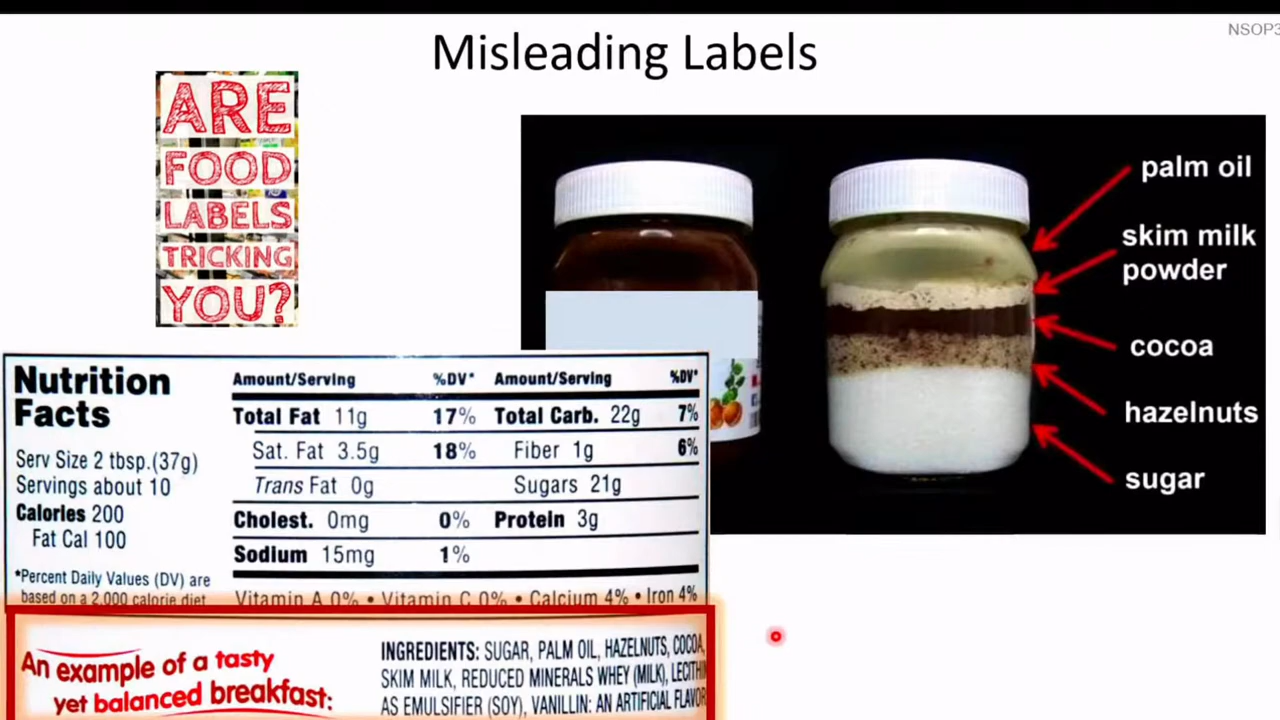 NSOP3
Misleading Labels
ARE
FOOD
LABELS
TRICKING
YOU?
palm oil
skim milk
powder
cocoa
hazelnuts
sugar
Nutrition
Facts
Serv Size 2 tbsp.(37g)
Servings about 10
Calories 200
Fat Cal 100
*Percent Daily Values (DV) are
based on a 2,000 calorie diet
Amount/Serving %DV* Amount/Serving %DV*
Total Fat 11g 17% Total Carb. 22g 7%
Sat. Fat 3.5g 18% Fiber 1g 6%
Trans Fat 0g Sugars 21g
Cholest. 0mg 0% Protein 3g
Sodium 15mg 1%
Vitamin A 0% • Vitamin C 0% • Calcium 4% • Iron 4%
An example of a tasty
yet balanced breakfast:
INGREDIENTS: SUGAR, PALM OIL, HAZELNUTS, COCOA,
SKIM MILK, REDUCED MINERALS WHEY (MILK), LECITHIN
AS EMULSIFIER (SOY), VANILLIN: AN ARTIFICIAL FLAVOR